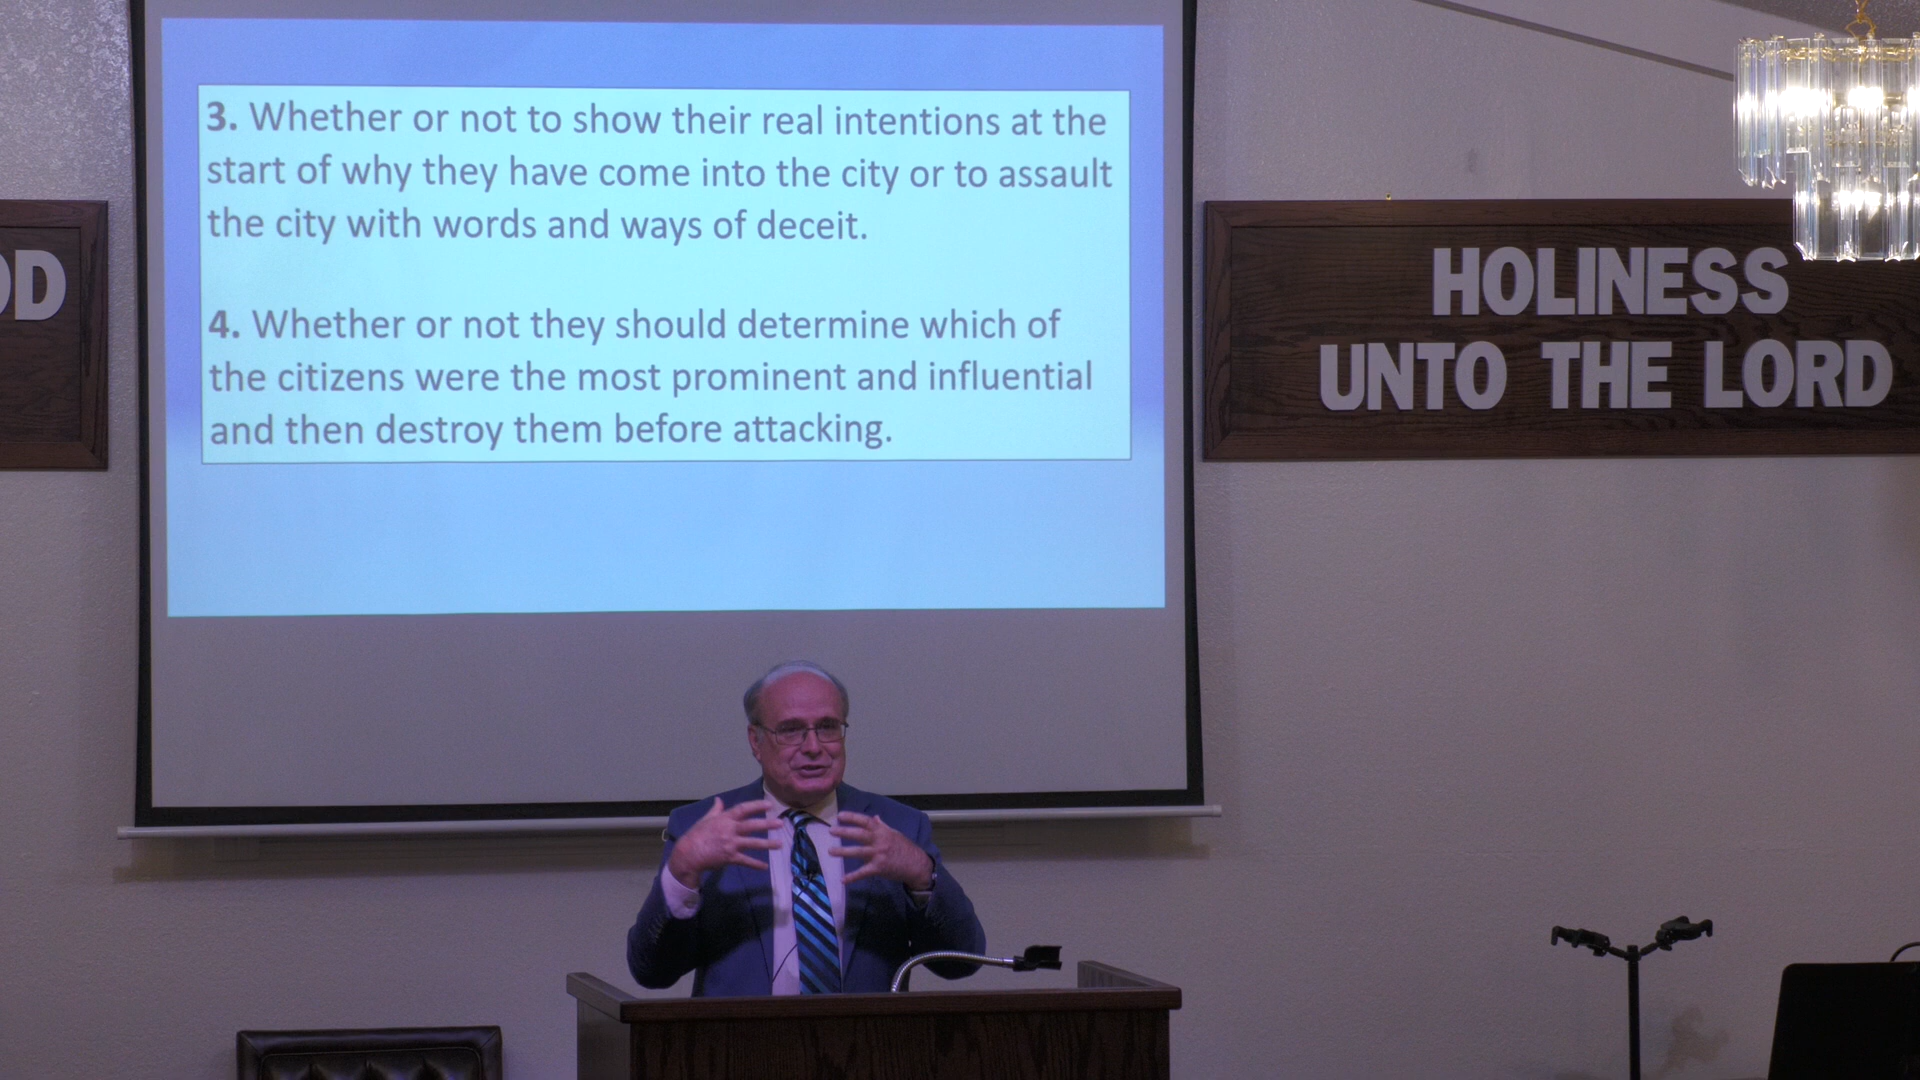 3. Whether or not to show their real intentions at the
start of why they have come into the city or to assault
the city with words and ways of deceit.
4. Whether or not they should determine which of
the citizens were the most prominent and influential
and then destroy them before attacking.
OD
HOLINESS
UNTO THE LORD